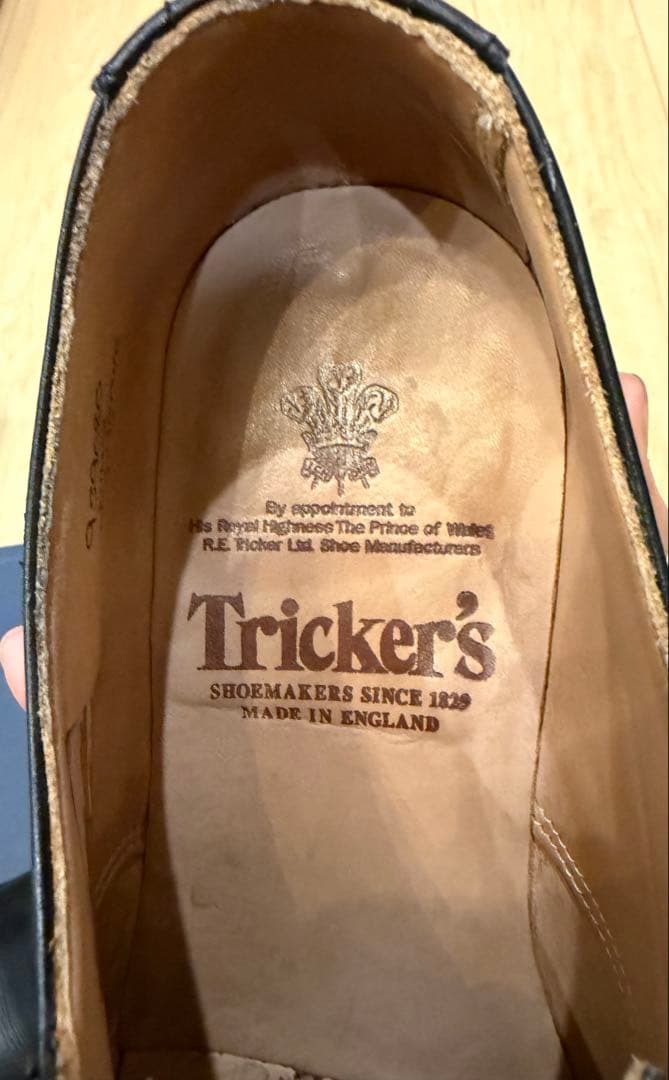 By appointment to
His Royal Highness The Prince of Wales
R.E. Tricker Ltd. Shoe Manufacturers
Tricker's
SHOEMAKERS SINCE 1829
MADE IN ENGLAND